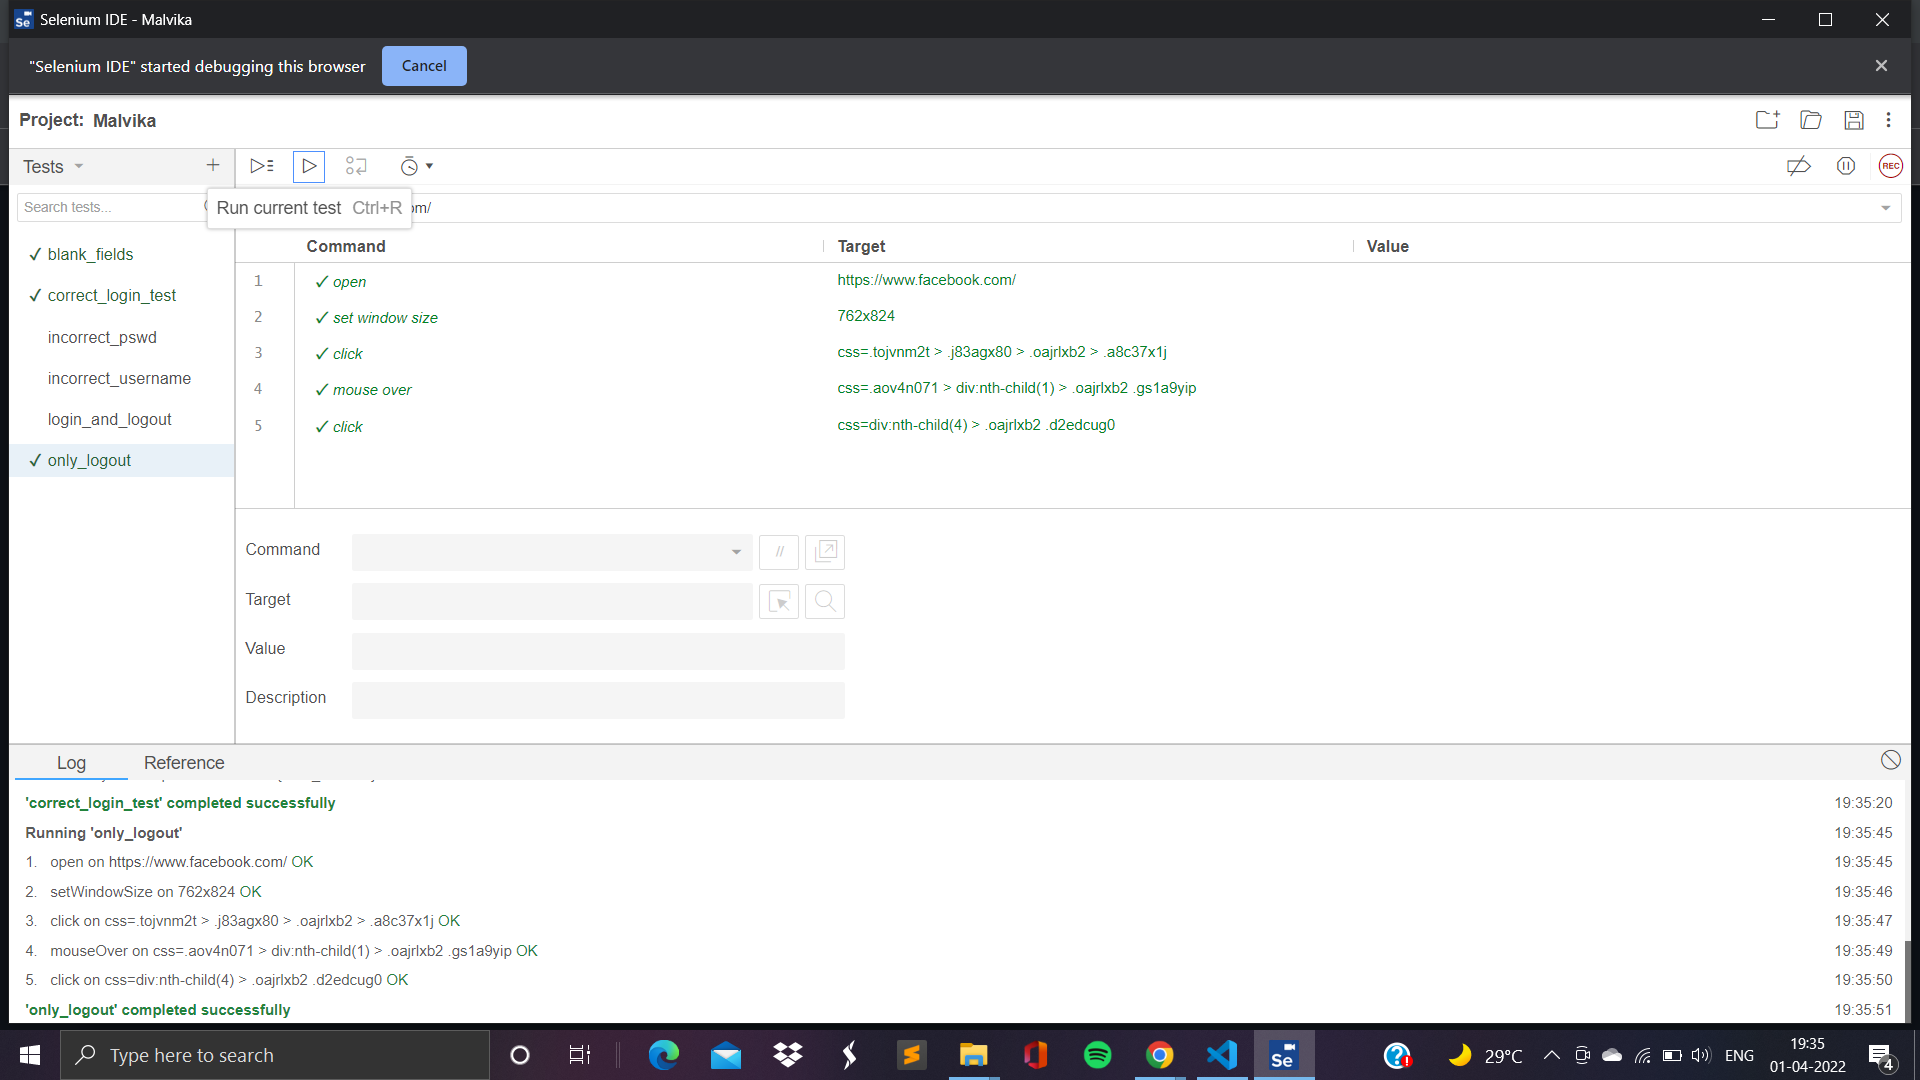 Selenium IDE - Malvika
"Selenium IDE" started debugging this browser Cancel
Project: Malvika
Tests
REC
Search tests...
Run current test Ctrl+R
om/
Command Target Value
✓ blank_fields
✓ correct_login_test
incorrect_pswd
incorrect_username
login_and_logout
✓ only_logout
1 ✓ open https://www.facebook.com/
2 ✓ set window size 762x824
3 ✓ click css=.tojvnm2t > .j83agx80 > .oajrlxb2 > .a8c37x1j
4 ✓ mouse over css=.aov4n071 > div:nth-child(1) > .oajrlxb2 .gs1a9yip
5 ✓ click css=div:nth-child(4) > .oajrlxb2 .d2edcug0
Command //
Target
Value
Description
Log Reference
'correct_login_test' completed successfully 19:35:20
Running 'only_logout' 19:35:45
1. open on https://www.facebook.com/ OK 19:35:45
2. setWindowSize on 762x824 OK 19:35:46
3. click on css=.tojvnm2t > .j83agx80 > .oajrlxb2 > .a8c37x1j OK 19:35:47
4. mouseOver on css=.aov4n071 > div:nth-child(1) > .oajrlxb2 .gs1a9yip OK 19:35:49
5. click on css=div:nth-child(4) > .oajrlxb2 .d2edcug0 OK 19:35:50
'only_logout' completed successfully 19:35:51
Type here to search
Se
29°C
ENG
19:35
01-04-2022
4